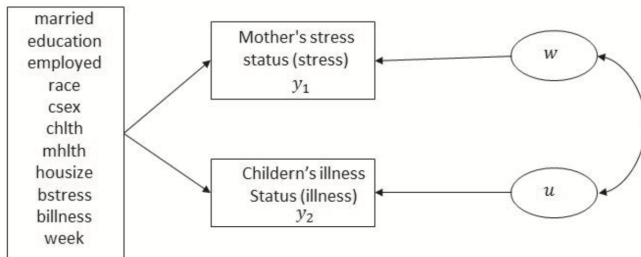 married
education
employed
race
csex
chlth
mhlth
housize
bstress
billness
week
Mother's stress
status (stress)
y₁
Childern's illness
Status (illness)
y₂
w
u